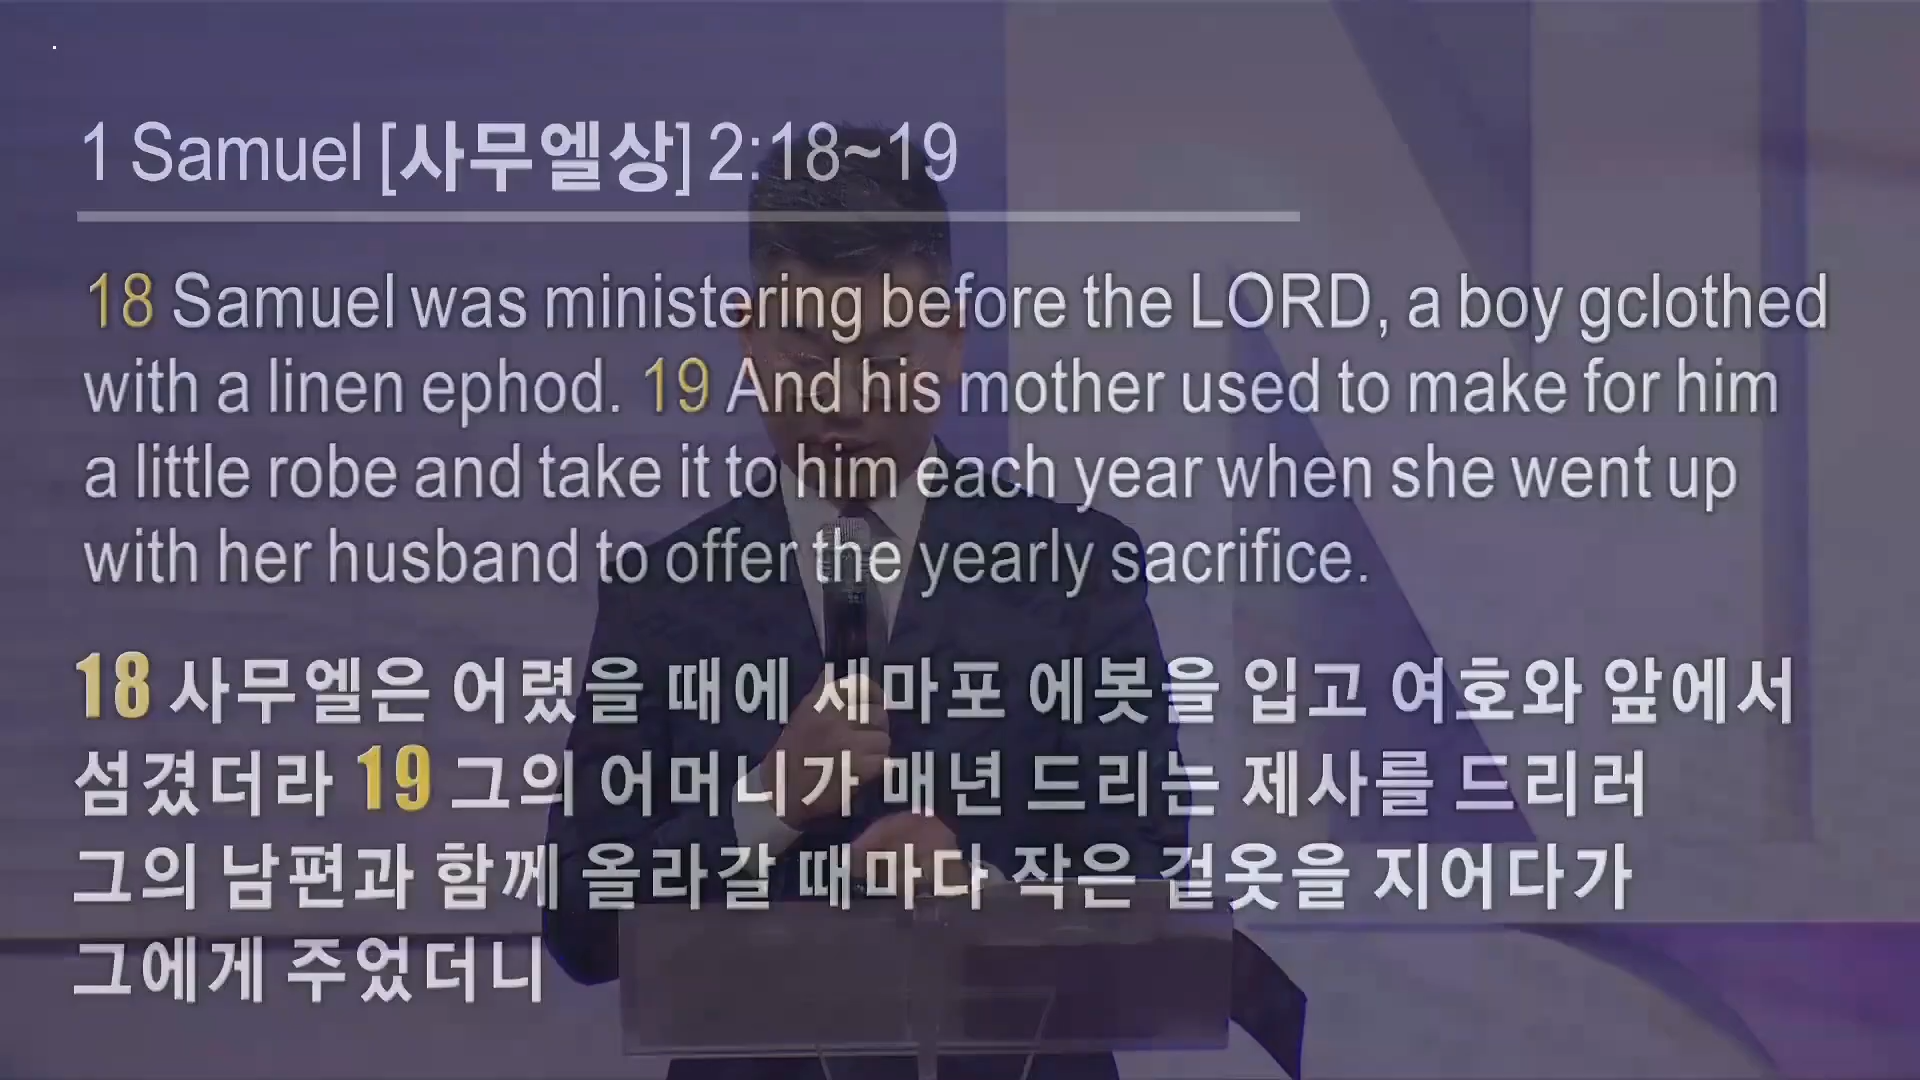 1 Samuel [사무엘상] 2:18~19
18 Samuel was ministering before the LORD, a boy gclothed
with a linen ephod. 19 And his mother used to make for him
a little robe and take it to him each year when she went up
with her husband to offer the yearly sacrifice.
18 사무엘은 어렸을 때에 세마포 에봇을 입고 여호와 앞에서
섬겼더라 19 그의 어머니가 매년 드리는 제사를 드리러
그의 남편과 함께 올라갈 때마다 작은 겉옷을 지어다가
그에게 주었더니